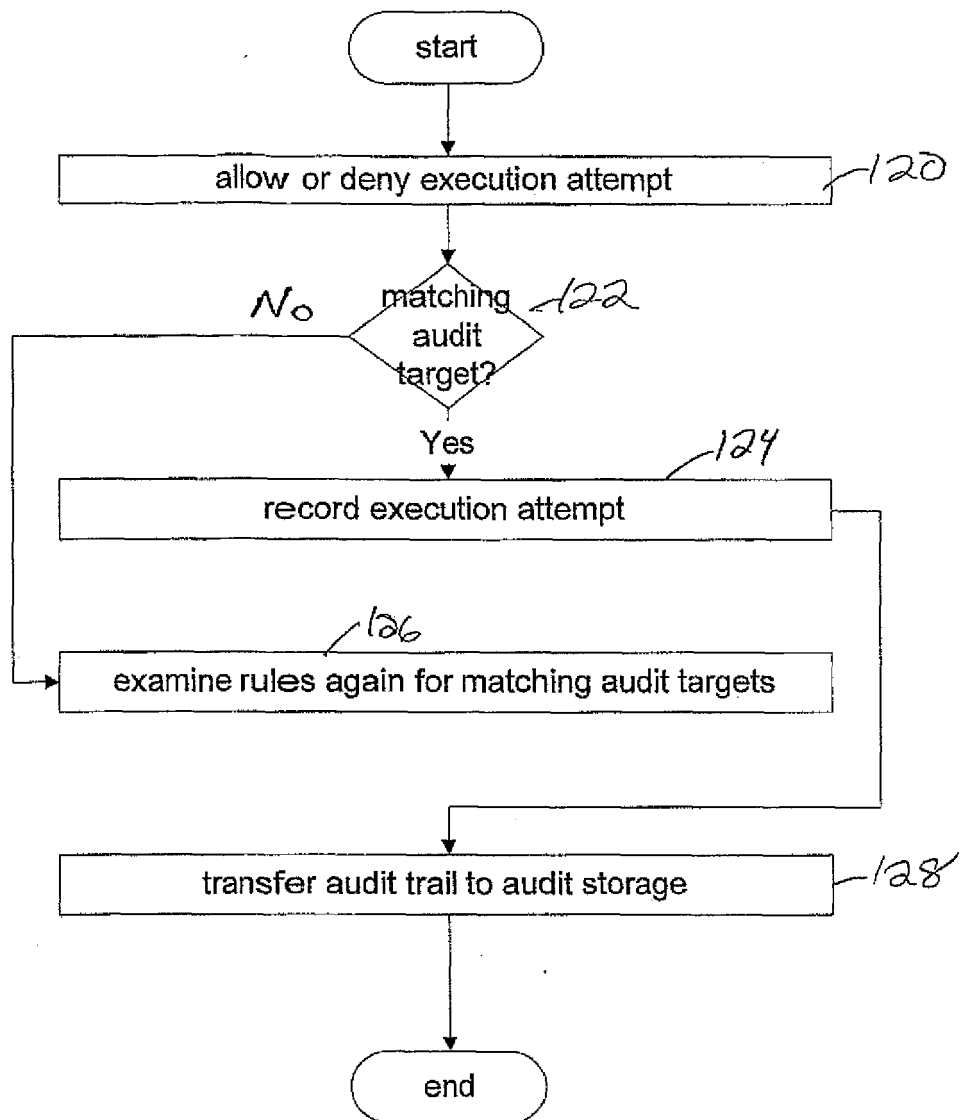 start
allow or deny execution attempt
120
matching
audit
target?
122
No
Yes
124
record execution attempt
126
examine rules again for matching audit targets
transfer audit trail to audit storage
128
end